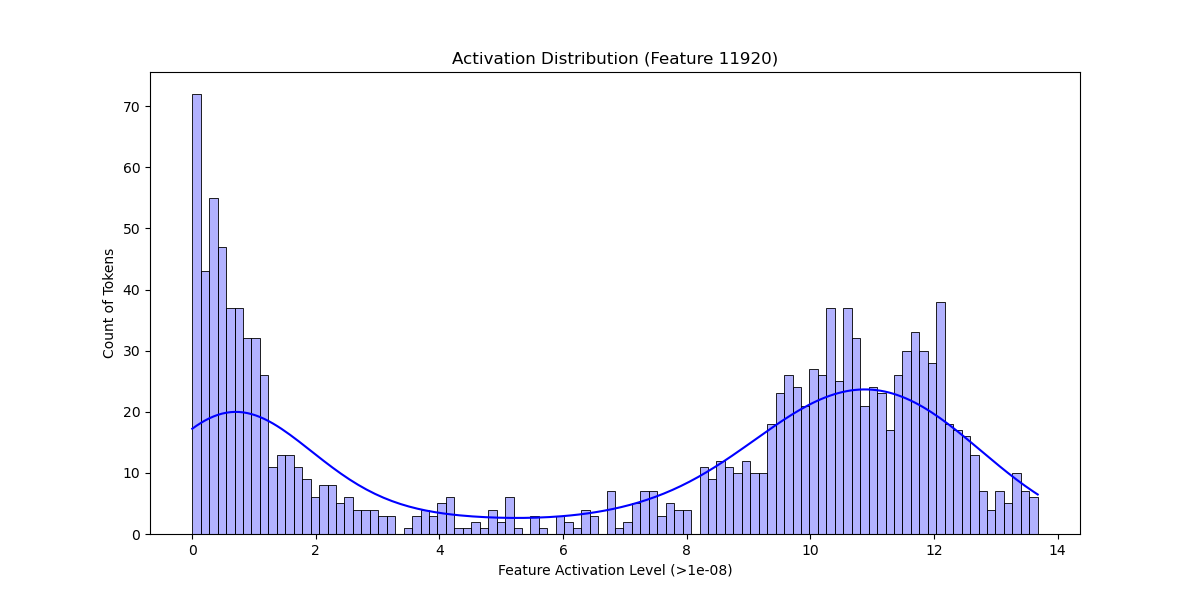 Activation Distribution (Feature 11920)
70
60
50
40
30
20
10
0
Count of Tokens
0 2 4 6 8 10 12 14
Feature Activation Level (>1e-08)